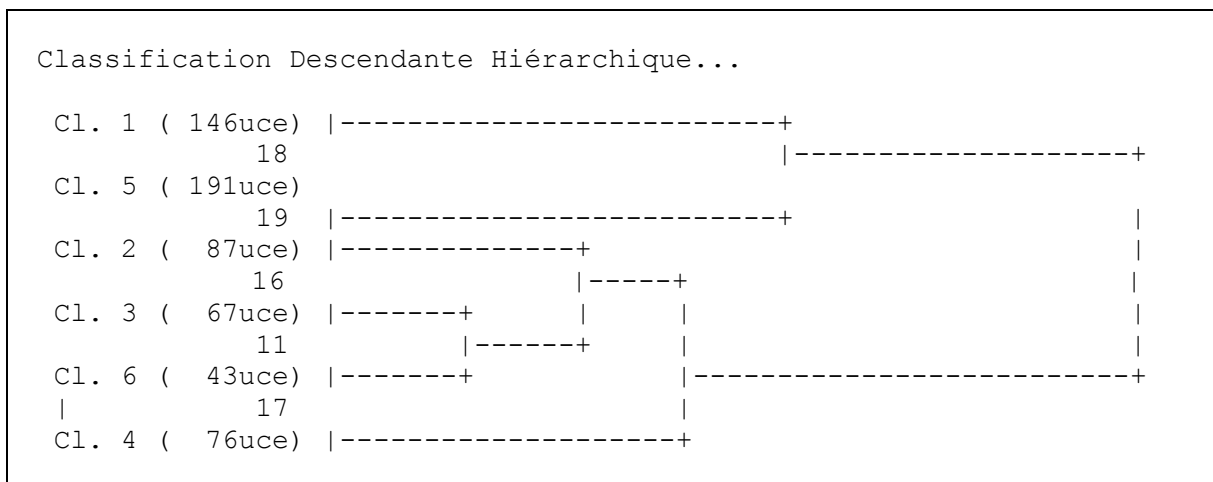 Classification Descendante Hiérarchique...
Cl. 1 ( 146uce) |--------------------------+
18 |--------------------+
Cl. 5 ( 191uce)
19 |--------------------------+ |
Cl. 2 (  87uce) |--------------+ |
16 |-----+ |
Cl. 3 (  67uce) |-------+ | | |
11 |------+ | |
Cl. 6 (  43uce) |-------+ |--------------------------+
| 17 |
Cl. 4 (  76uce) |--------------------+